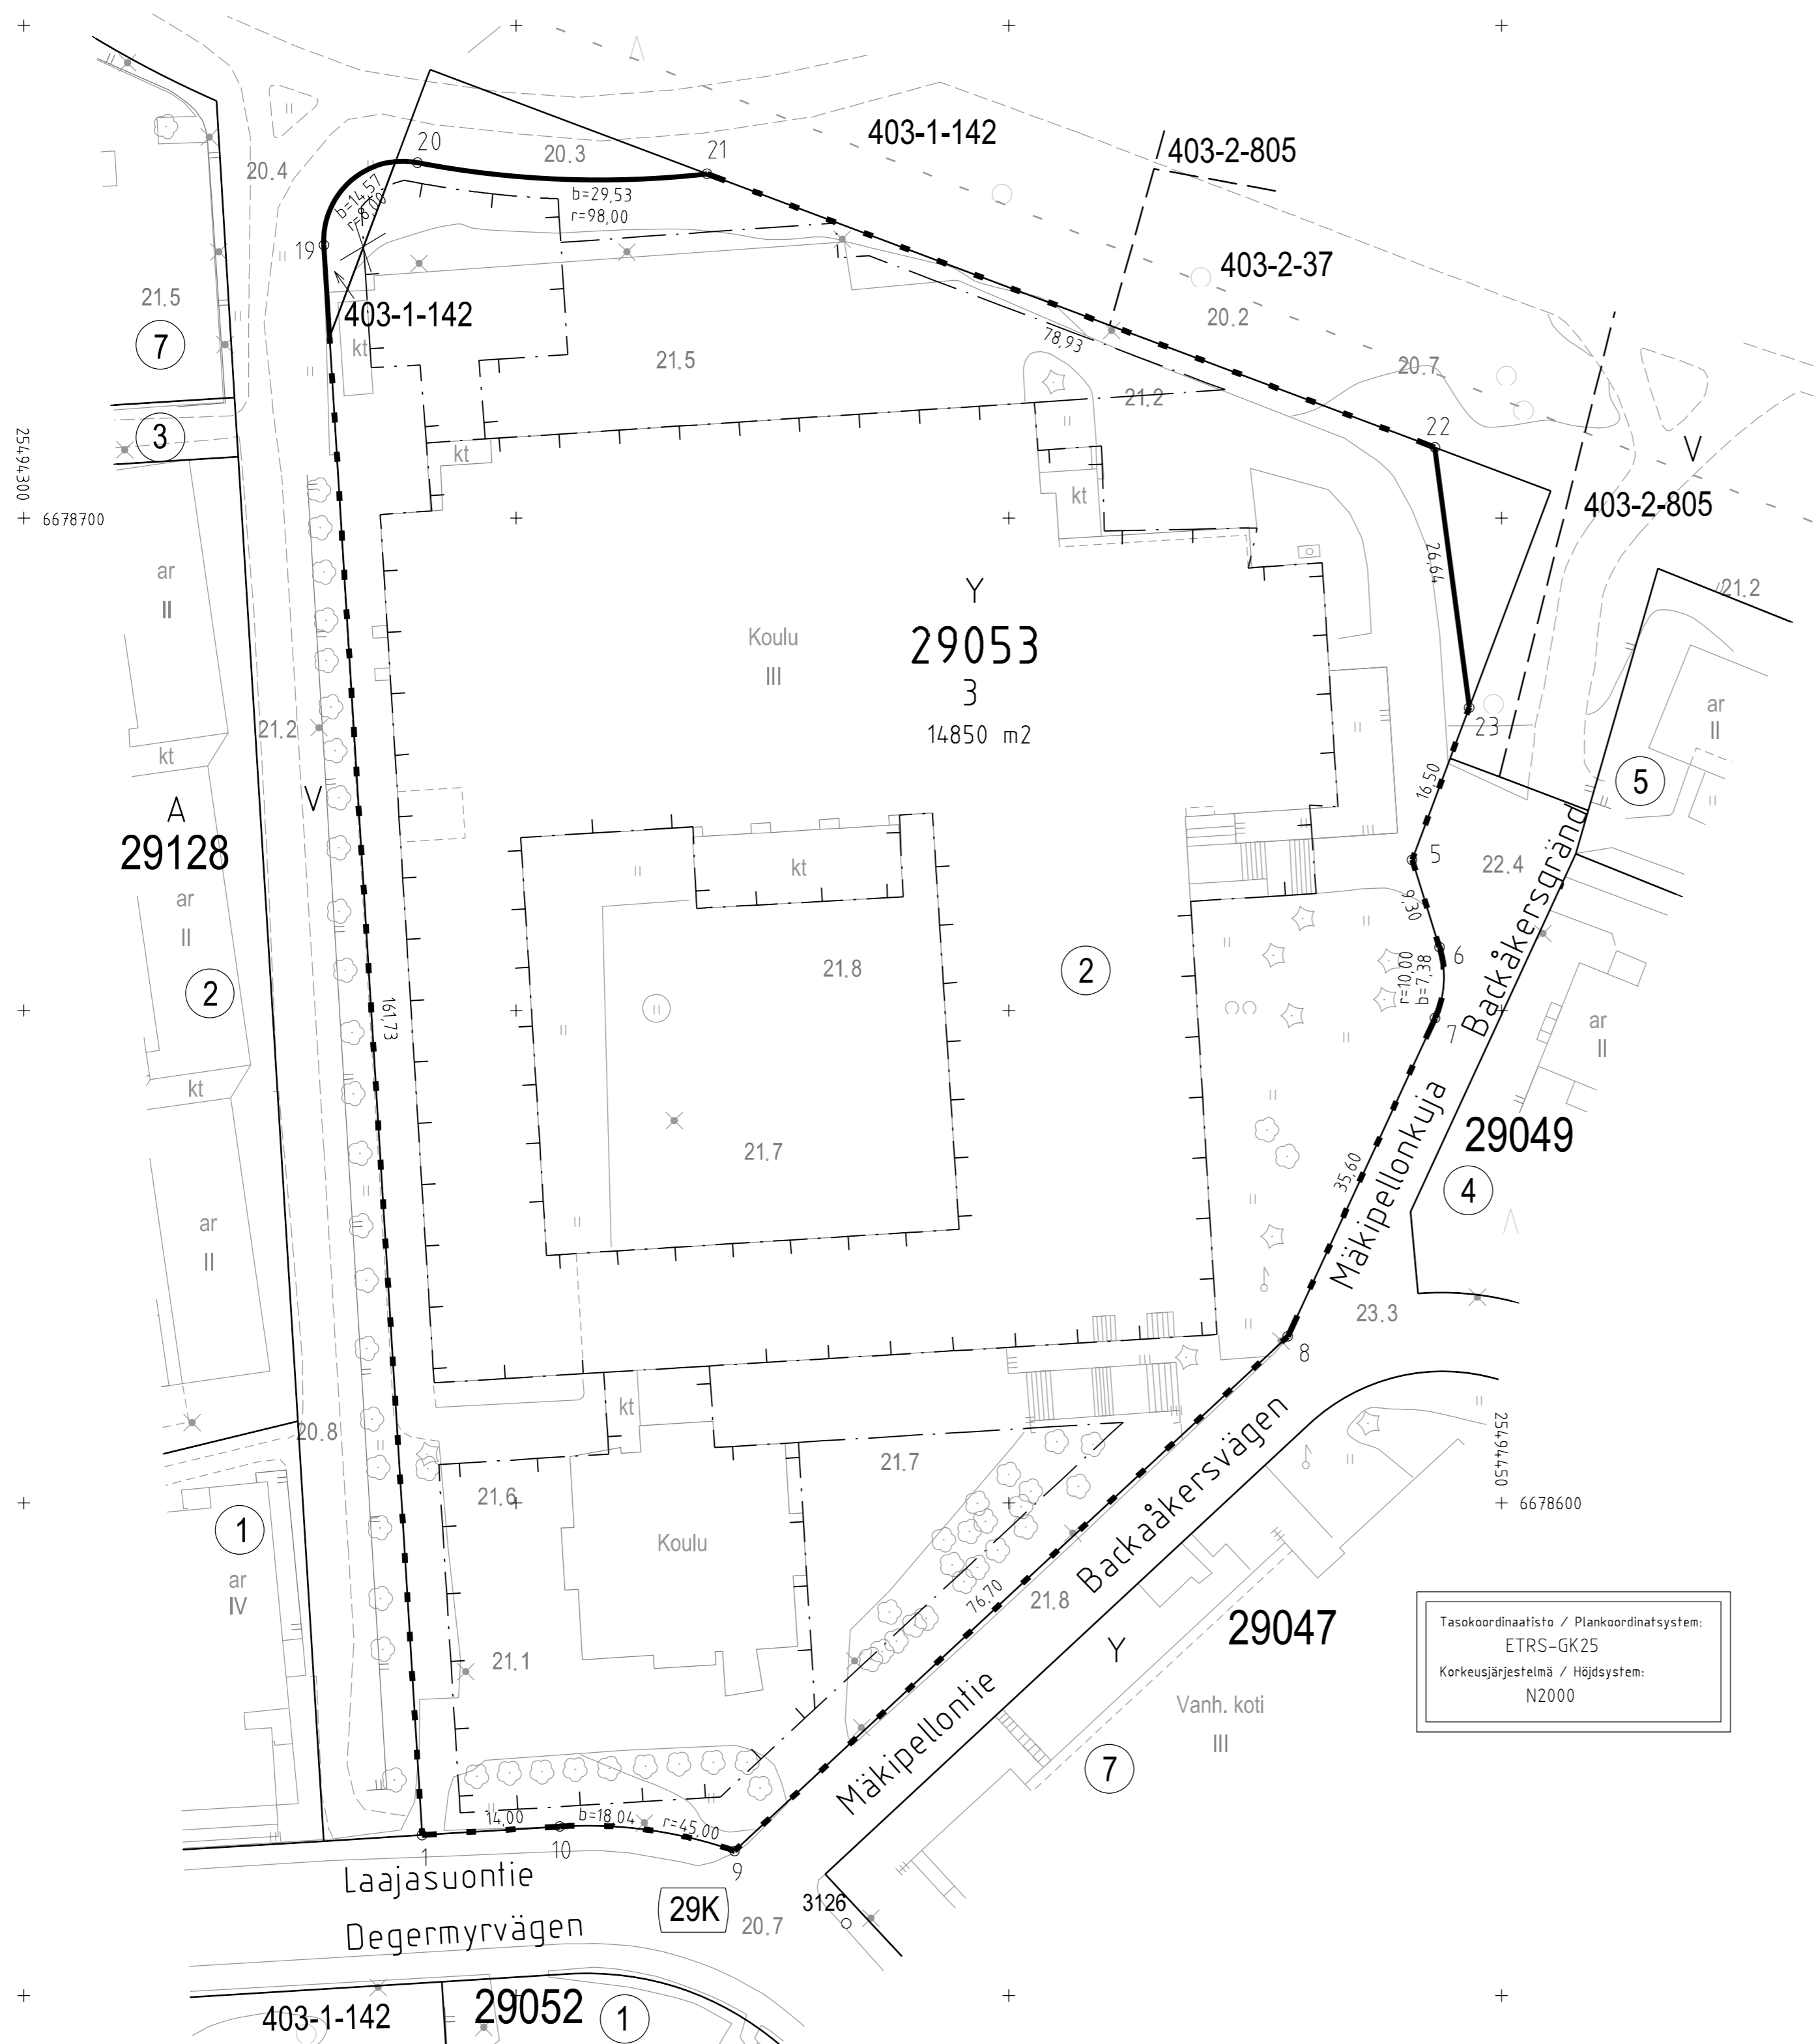 403-1-142
20
20.3
21
403-2-805
20.4
b=14,57
r=8,00
b=29,53
r=98,00
19
403-2-37
21.5
403-1-142
20.2
7
kt
21.5
78,93
20.7
21.2
22
V
3
kt
kt
403-2-805
25494300
6678700
26,64
ar
II
Y
21.2
Koulu
29053
III
3
14850 m2
ar
II
21.2
23
kt
5
V
16,50
A
29128
5
22.4
kt
ar
II
9,30
Backåkersgränd
21.8
2
6
2
r=10,00
b=7,38
161,73
7
ar
II
kt
Mäkipellonkuja
29049
21.7
35,60
4
ar
II
23.3
8
kt
20.8
21.7
Backaåkersvägen
25494450
21.6
6678600
1
Koulu
ar
IV
76,70
21.8
29047
Tasokoordinaatisto / Plankoordinatsystem:
ETRS-GK25
Korkeusjärjestelmä / Höjdsystem:
N2000
21.1
Y
Mäkipellontie
Vanh. koti
III
7
14,00
b=18,04
r=45,00
1
10
9
Laajasuontie
29K
3126
20.7
Degermyrvägen
403-1-142
29052
1